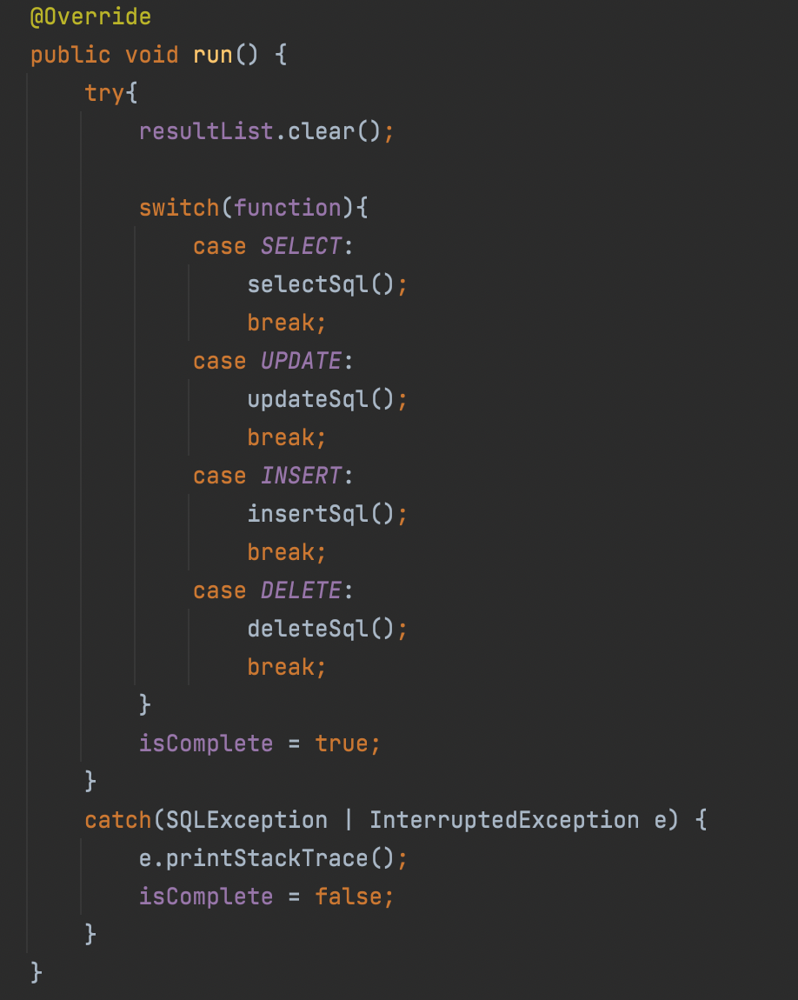 @Override
public void run() {
    try{
        resultList.clear();

        switch(function){
            case SELECT:
                selectSql();
                break;
            case UPDATE:
                updateSql();
                break;
            case INSERT:
                insertSql();
                break;
            case DELETE:
                deleteSql();
                break;
        }
        isComplete = true;
    }
    catch(SQLException | InterruptedException e) {
        e.printStackTrace();
        isComplete = false;
    }
}